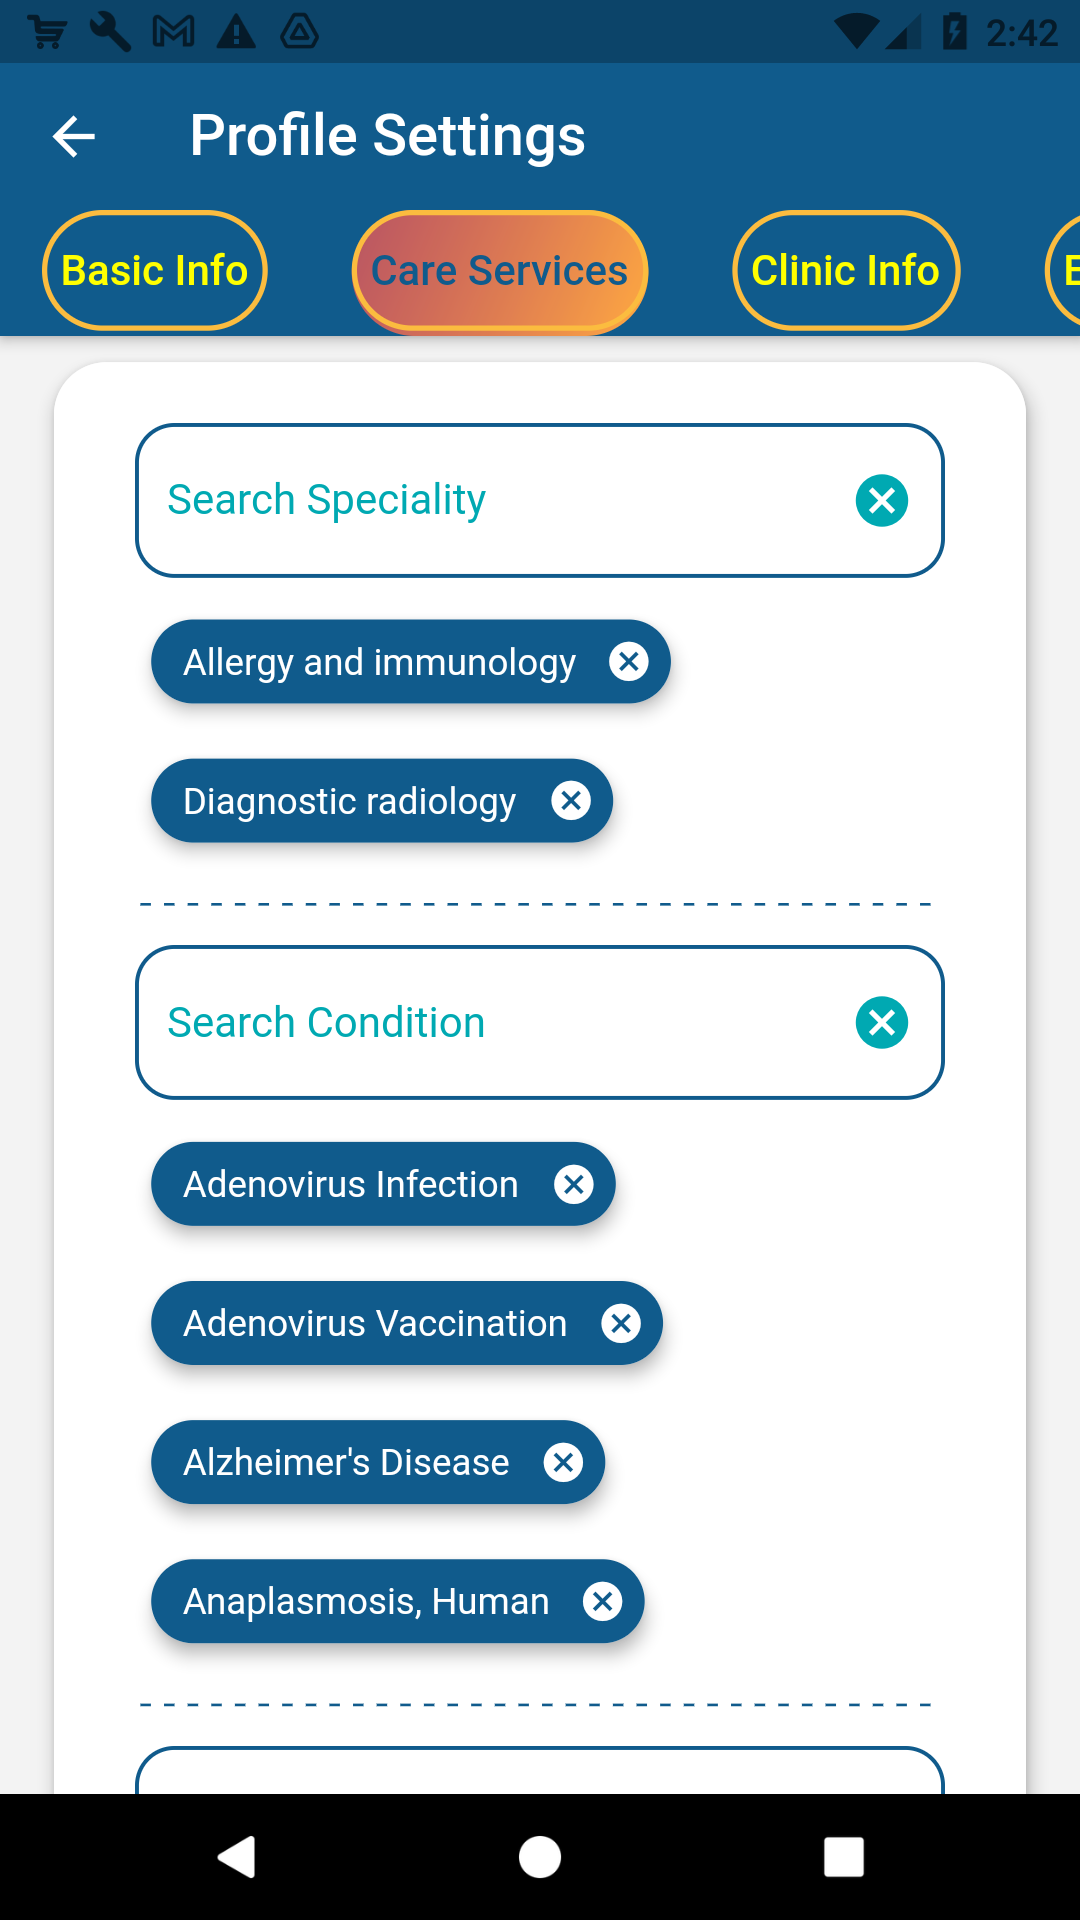 2:42
Profile Settings
Basic Info
Care Services
Clinic Info
E
Search Speciality
Allergy and immunology
Diagnostic radiology
Search Condition
Adenovirus Infection
Adenovirus Vaccination
Alzheimer's Disease
Anaplasmosis, Human